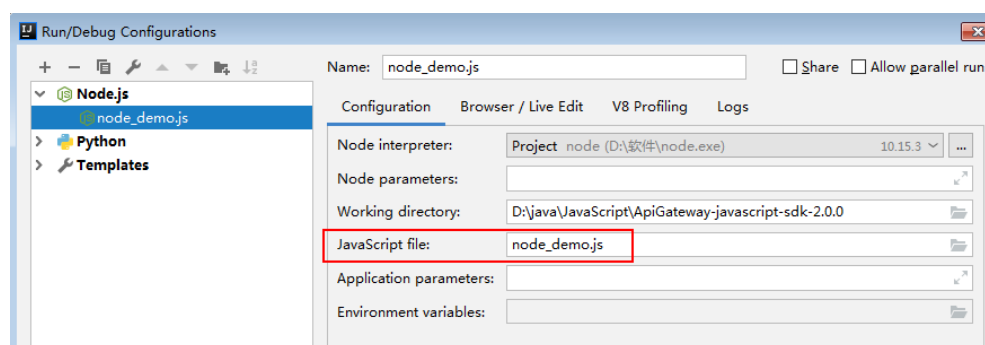 Run/Debug Configurations
Name: node_demo.js Share Allow parallel run
Node.js
node_demo.js
Python
Templates
Configuration Browser / Live Edit V8 Profiling Logs
Node interpreter: Project node (D:\软件\node.exe) 10.15.3 ...
Node parameters:
Working directory: D:\java\JavaScript\ApiGateway-javascript-sdk-2.0.0
JavaScript file: node_demo.js
Application parameters:
Environment variables: